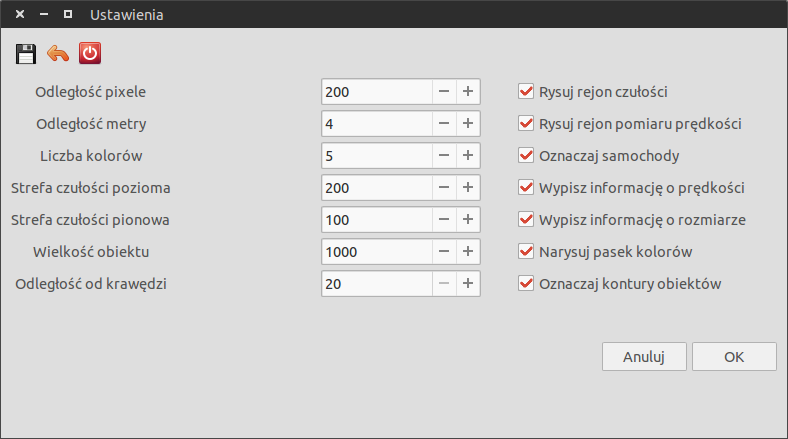 Ustawienia
Odległość pixele 200 Rysuj rejon czułości
Odległość metry 4 Rysuj rejon pomiaru prędkości
Liczba kolorów 5 Oznaczaj samochody
Strefa czułości pozioma 200 Wypisz informację o prędkości
Strefa czułości pionowa 100 Wypisz informację o rozmiarze
Wielkość obiektu 1000 Narysuj pasek kolorów
Odległość od krawędzi 20 Oznaczaj kontury obiektów
Anuluj OK